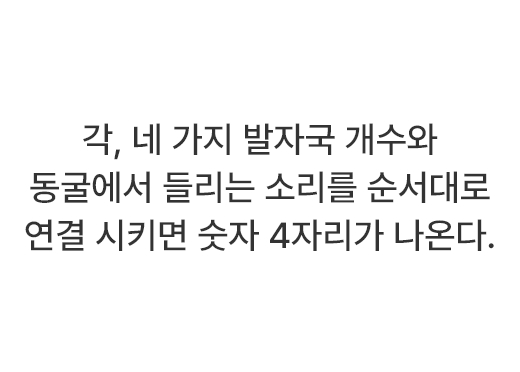 각, 네 가지 발자국 개수와
동굴에서 들리는 소리를 순서대로
연결 시키면 숫자 4자리가 나온다.